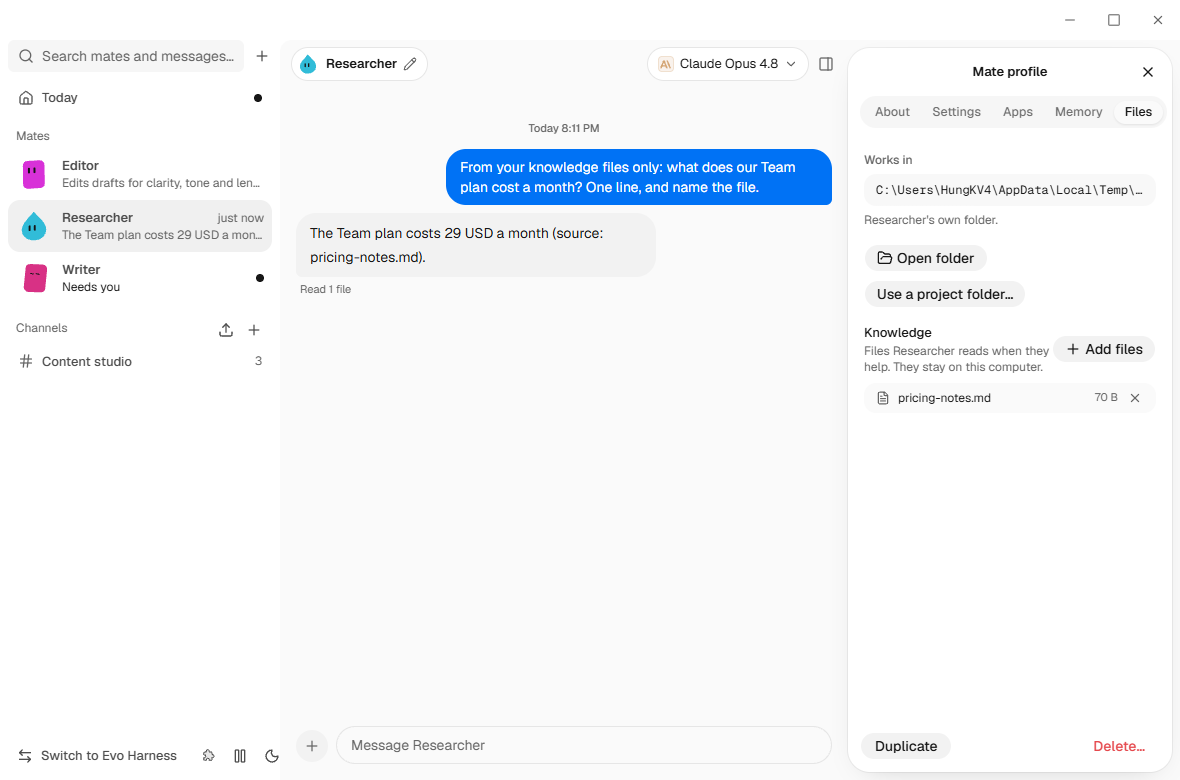 Search mates and messages…
Today
Mates
Editor
Edits drafts for clarity, tone and len…
Researcher
just now
The Team plan costs 29 USD a mon…
Writer
Needs you
Channels
Content studio
3
Switch to Evo Harness
Researcher
Claude Opus 4.8
Today 8:11 PM
From your knowledge files only: what does our Team
plan cost a month? One line, and name the file.
The Team plan costs 29 USD a month (source:
pricing-notes.md).
Read 1 file
Message Researcher
Mate profile
About
Settings
Apps
Memory
Files
Works in
C:\Users\HungKV4\AppData\Local\Temp\…
Researcher's own folder.
Open folder
Use a project folder…
Knowledge
Files Researcher reads when they
help. They stay on this computer.
Add files
pricing-notes.md
70 B
Duplicate
Delete…